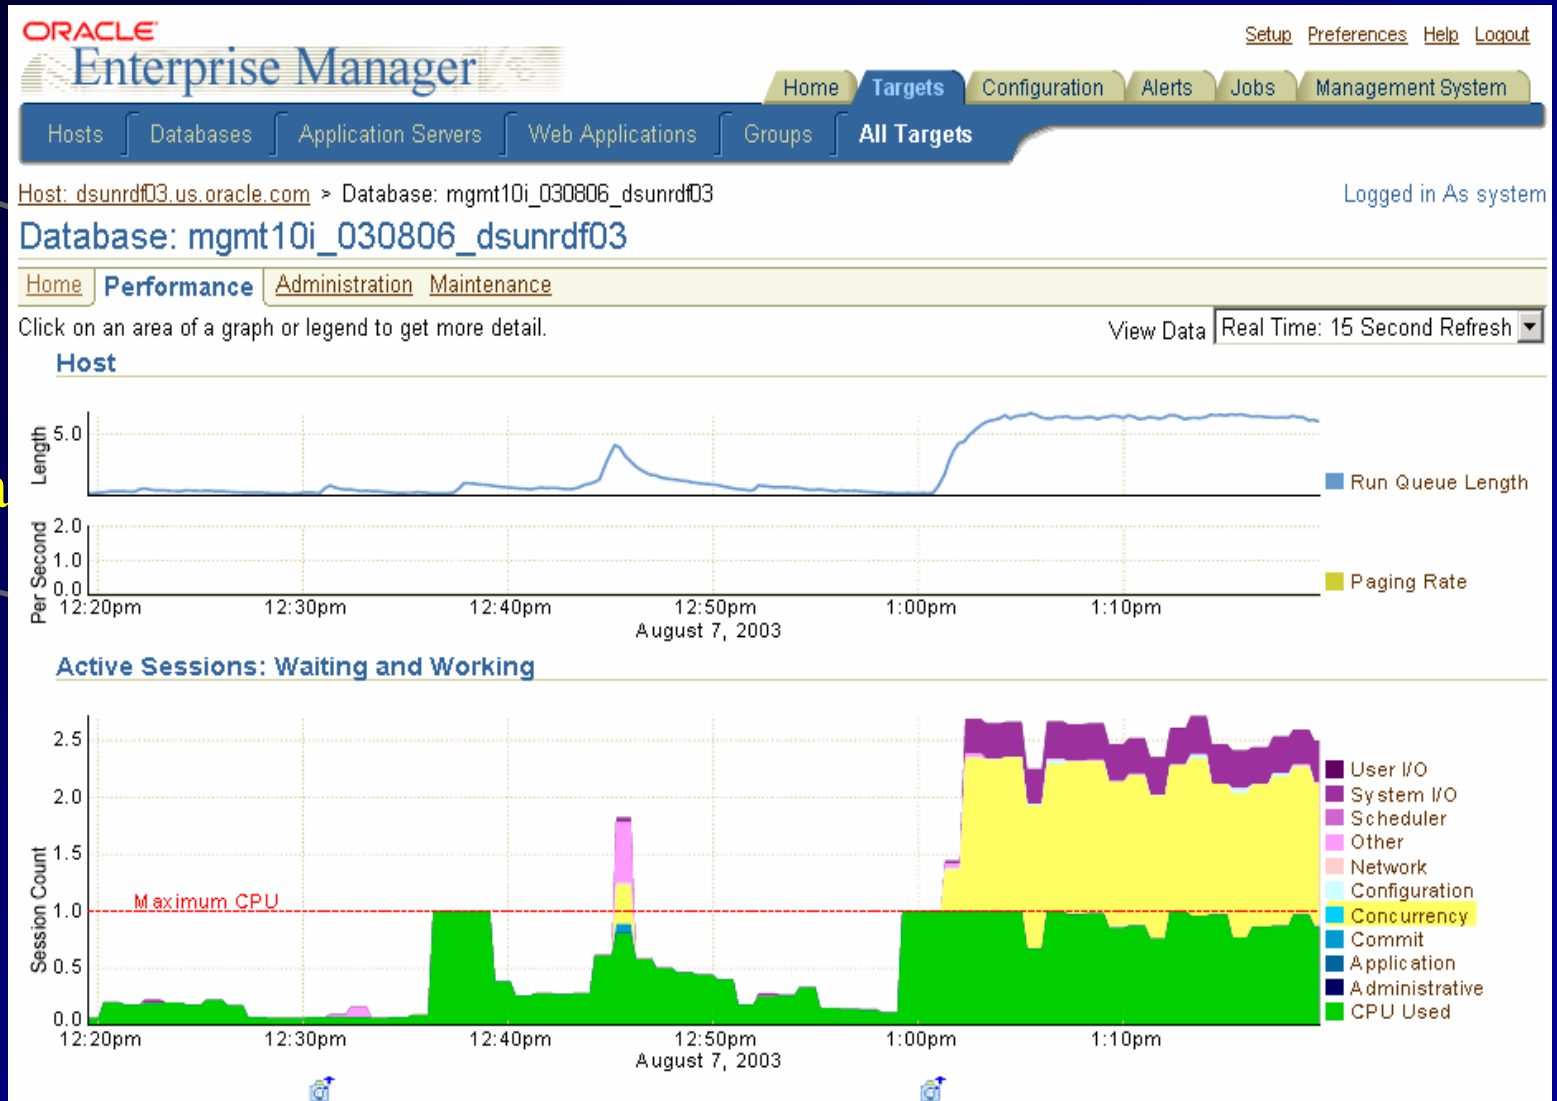 ORACLE
Enterprise Manager
Setup Preferences Help Logout
Home Targets Configuration Alerts Jobs Management System
Hosts Databases Application Servers Web Applications Groups All Targets
Host: dsunrdf03.us.oracle.com > Database: mgmt10i_030806_dsunrdf03
Logged in As system
Database: mgmt10i_030806_dsunrdf03
Home Performance Administration Maintenance
Click on an area of a graph or legend to get more detail.
View Data Real Time: 15 Second Refresh
Host
Length
5.0
Run Queue Length
Per Second
2.0
1.0
0.0
Paging Rate
12:20pm 12:30pm 12:40pm 12:50pm 1:00pm 1:10pm
August 7, 2003
Active Sessions: Waiting and Working
Session Count
2.5
2.0
1.5
1.0
0.5
0.0
Maximum CPU
User I/O
System I/O
Scheduler
Other
Network
Configuration
Concurrency
Commit
Application
Administrative
CPU Used
12:20pm 12:30pm 12:40pm 12:50pm 1:00pm 1:10pm
August 7, 2003